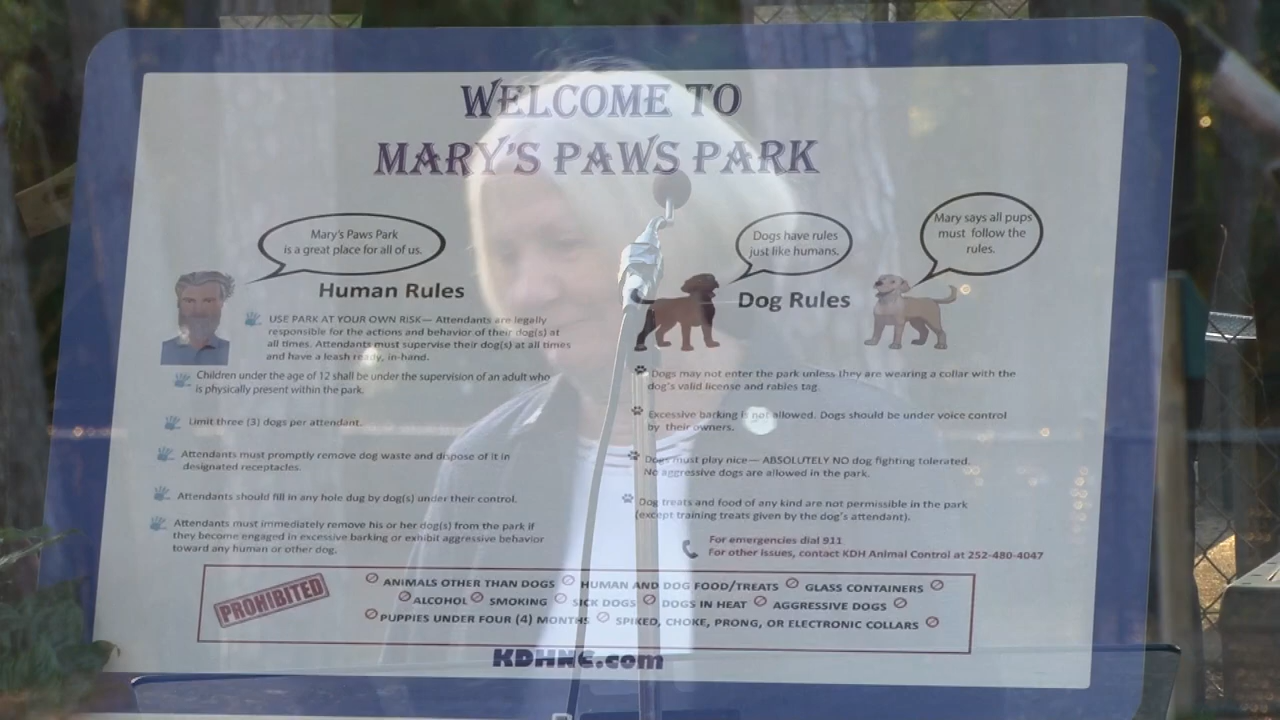 WELCOME TO
MARY'S PAWS PARK
Mary's Paws Park
is a great place for all of us.
Dogs have rules
just like humans.
Mary says all pups
must follow the
rules.
Human Rules
USE PARK AT YOUR OWN RISK— Attendants are legally
responsible for the actions and behavior of their dog(s) at
all times. Attendants must supervise their dog(s) at all times
and have a leash ready, in-hand.
Children under the age of 12 shall be under the supervision of an adult who
is physically present within the park.
Limit three (3) dogs per attendant.
Attendants must promptly remove dog waste and dispose of it in
designated receptacles.
Attendants should fill in any hole dug by dog(s) under their control.
Attendants must immediately remove his or her dog(s) from the park if
they become engaged in excessive barking or exhibit aggressive behavior
toward any human or other dog.
Dog Rules
Dogs may not enter the park unless they are wearing a collar with the
dog's valid license and rabies tag.
Excessive barking is not allowed. Dogs should be under voice control
by their owners.
Dogs must play nice— ABSOLUTELY NO dog fighting tolerated.
No aggressive dogs are allowed in the park.
Dog treats and food of any kind are not permissible in the park
(except training treats given by the dog's attendant).
For emergencies dial 911
For other issues, contact KDH Animal Control at 252-480-4047
PROHIBITED
ANIMALS OTHER THAN DOGS HUMAN AND DOG FOOD/TREATS GLASS CONTAINERS
ALCOHOL SMOKING SICK DOGS DOGS IN HEAT AGGRESSIVE DOGS
PUPPIES UNDER FOUR (4) MONTHS SPIKED, CHOKE, PRONG, OR ELECTRONIC COLLARS
KDHNC.com